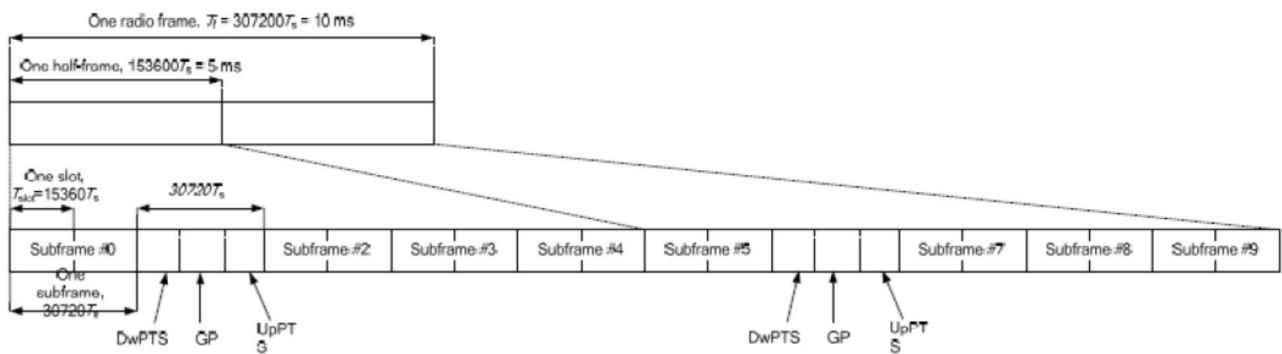 One radio frame, Tf = 307200Ts = 10 ms
One half-frame, 153600Ts = 5 ms
One slot,
Tslot=15360Ts
30720Ts
Subframe #0
Subframe #2
Subframe #3
Subframe #4
Subframe #5
Subframe #7
Subframe #8
Subframe #9
One
subframe,
30720Ts
DwPTS
GP
UpPT
S
DwPTS
GP
UpPT
S